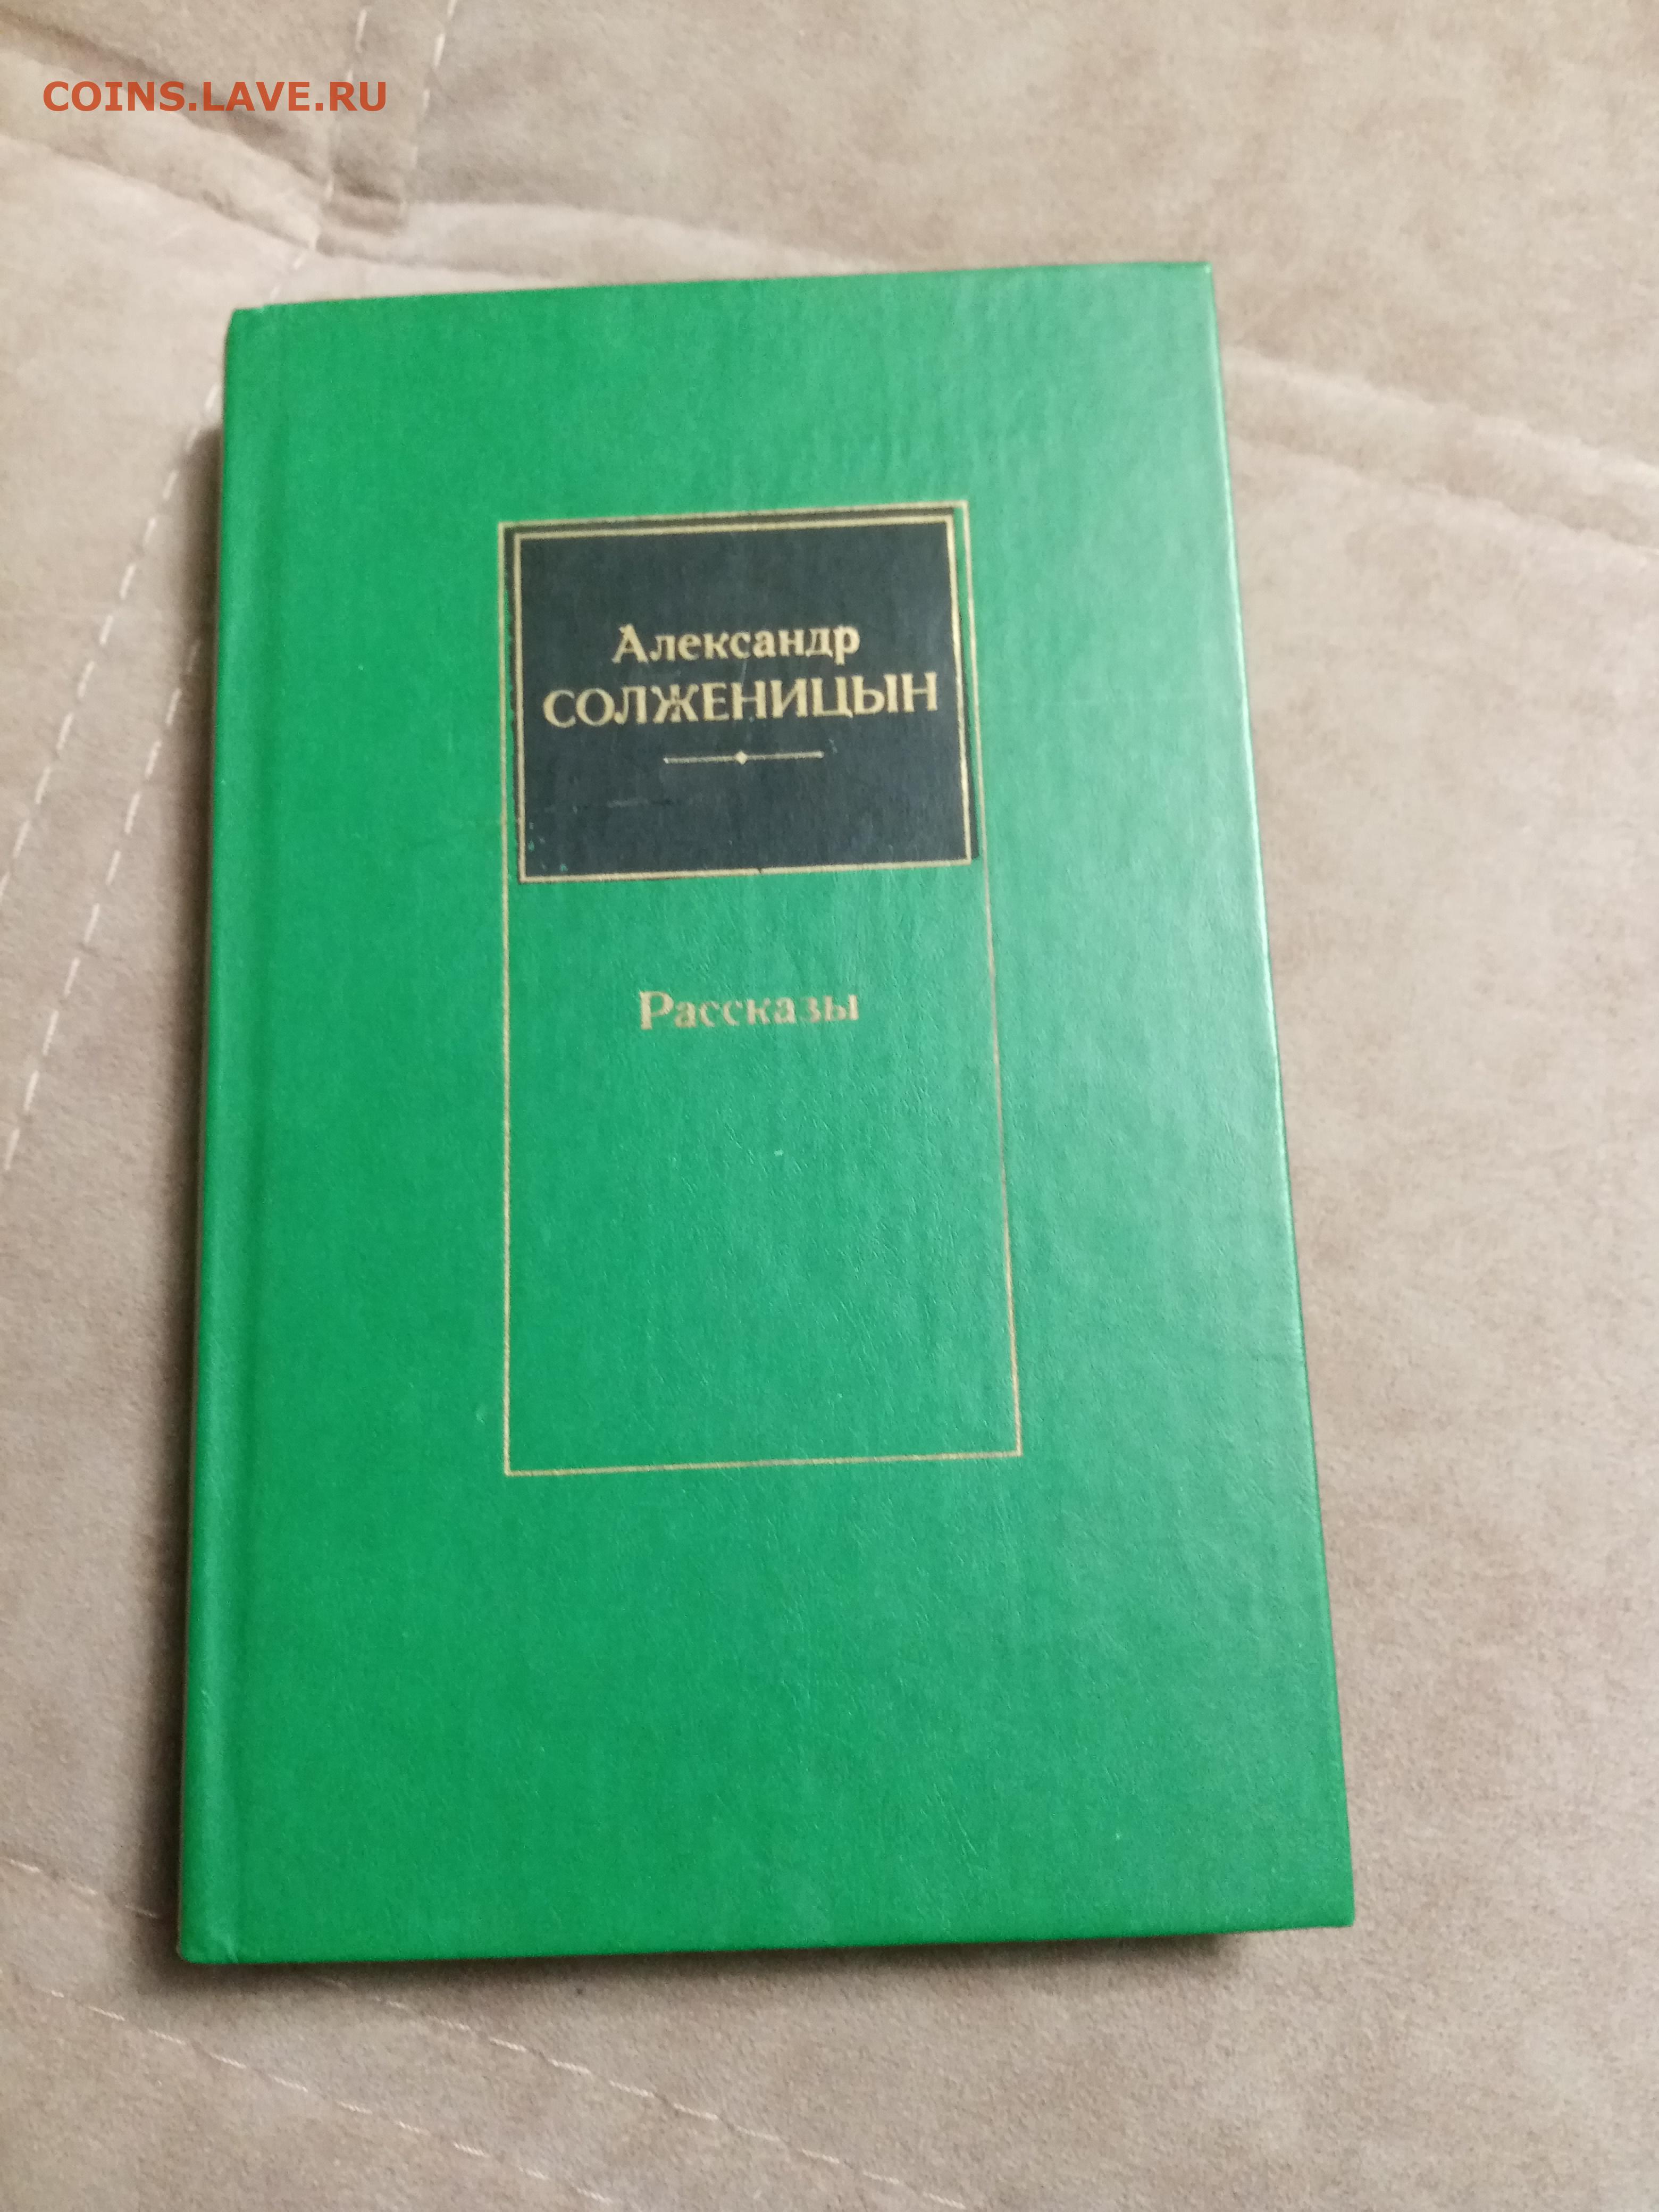 COINS.LAVE.RU
Александр
СОЛЖЕНИЦЫН
Рассказы